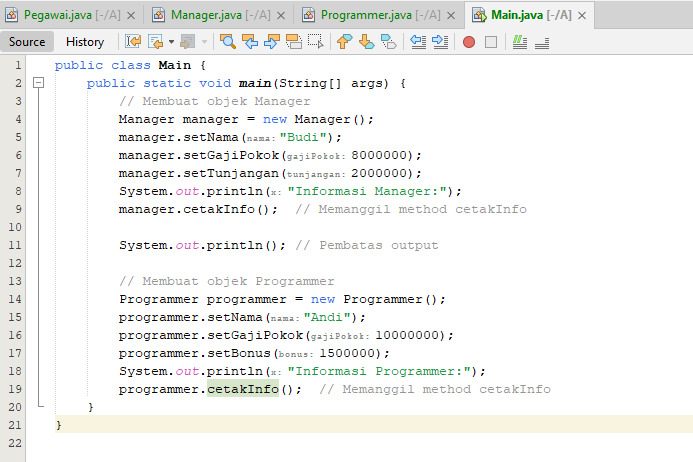 Pegawai.java [-/A] Manager.java [-/A] Programmer.java [-/A] Main.java [-/A]
Source History
1 public class Main {
2 public static void main(String[] args) {
3 // Membuat objek Manager
4 Manager manager = new Manager();
5 manager.setNama(nama: "Budi");
6 manager.setGajiPokok(gajiPokok: 8000000);
7 manager.setTunjangan(tunjangan: 2000000);
8 System.out.println(x: "Informasi Manager:");
9 manager.cetakInfo(); // Memanggil method cetakInfo
10
11 System.out.println(); // Pembatas output
12
13 // Membuat objek Programmer
14 Programmer programmer = new Programmer();
15 programmer.setNama(nama: "Andi");
16 programmer.setGajiPokok(gajiPokok: 10000000);
17 programmer.setBonus(bonus: 1500000);
18 System.out.println(x: "Informasi Programmer:");
19 programmer.cetakInfo(); // Memanggil method cetakInfo
20 }
21 }
22